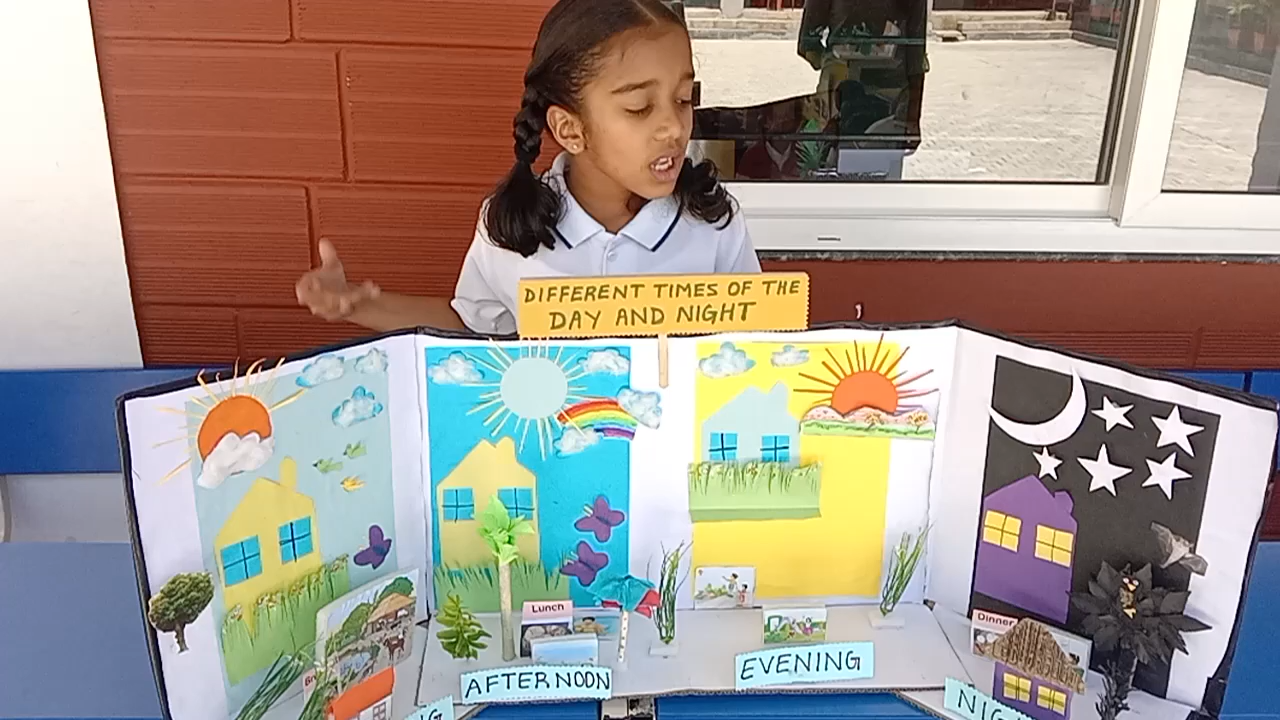 DIFFERENT TIMES OF THE
DAY AND NIGHT
Lunch
Dinner
AFTERNOON
EVENING